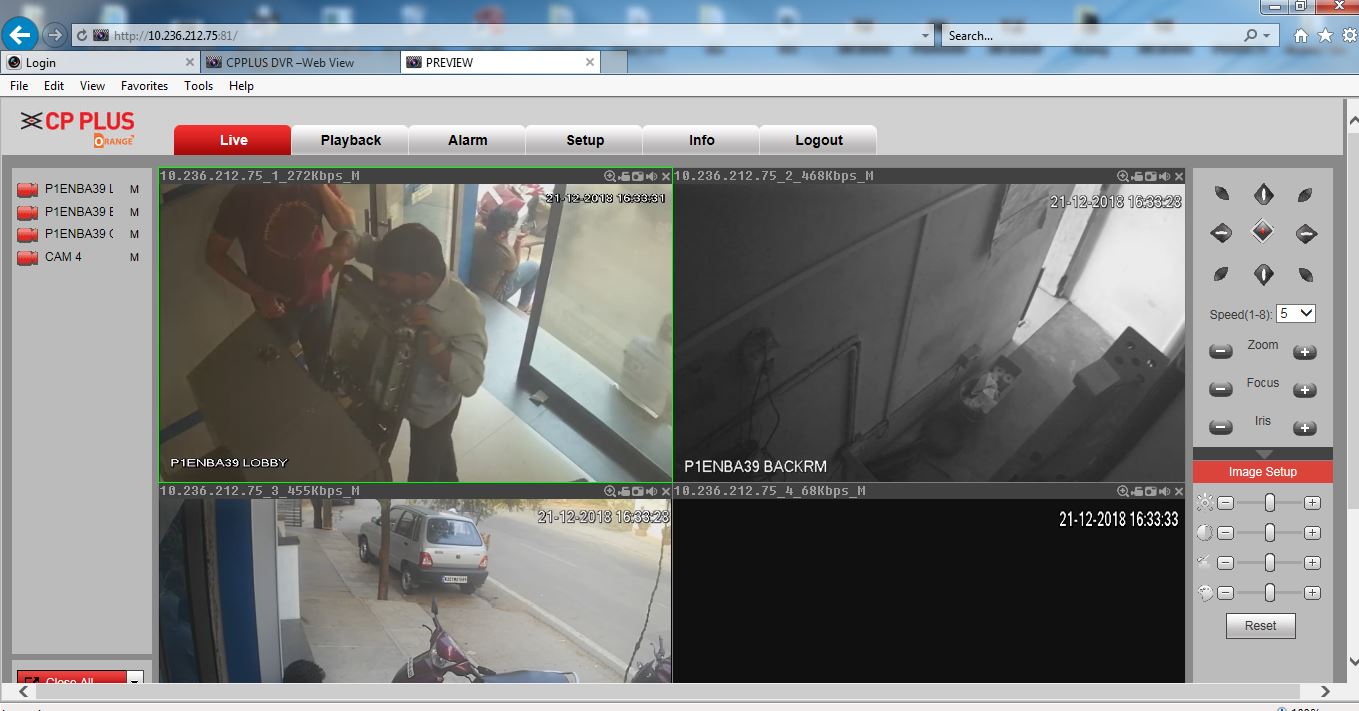 http://10.236.212.75:81/
Search...
Login
CPPLUS DVR –Web View
PREVIEW
File Edit View Favorites Tools Help
CP PLUS
ORANGE
Live Playback Alarm Setup Info Logout
P1ENBA39 L M
P1ENBA39 E M
P1ENBA39 C M
CAM 4 M
10.236.212.75_1_272Kbps_M
21-12-2018 16:33:31
P1ENBA39 LOBBY
10.236.212.75_2_468Kbps_M
21-12-2018 16:33:28
P1ENBA39 BACKRM
10.236.212.75_3_455Kbps_M
21-12-2018 16:33:28
10.236.212.75_4_68Kbps_M
21-12-2018 16:33:33
Speed(1-8): 5
Zoom
Focus
Iris
Image Setup
Reset
Close All
100%